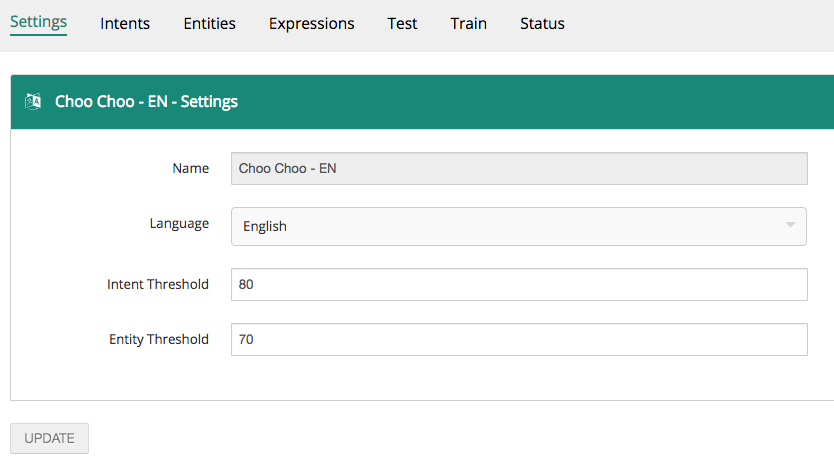 Settings Intents Entities Expressions Test Train Status
Choo Choo - EN - Settings
Name Choo Choo - EN
Language English
Intent Threshold 80
Entity Threshold 70
UPDATE